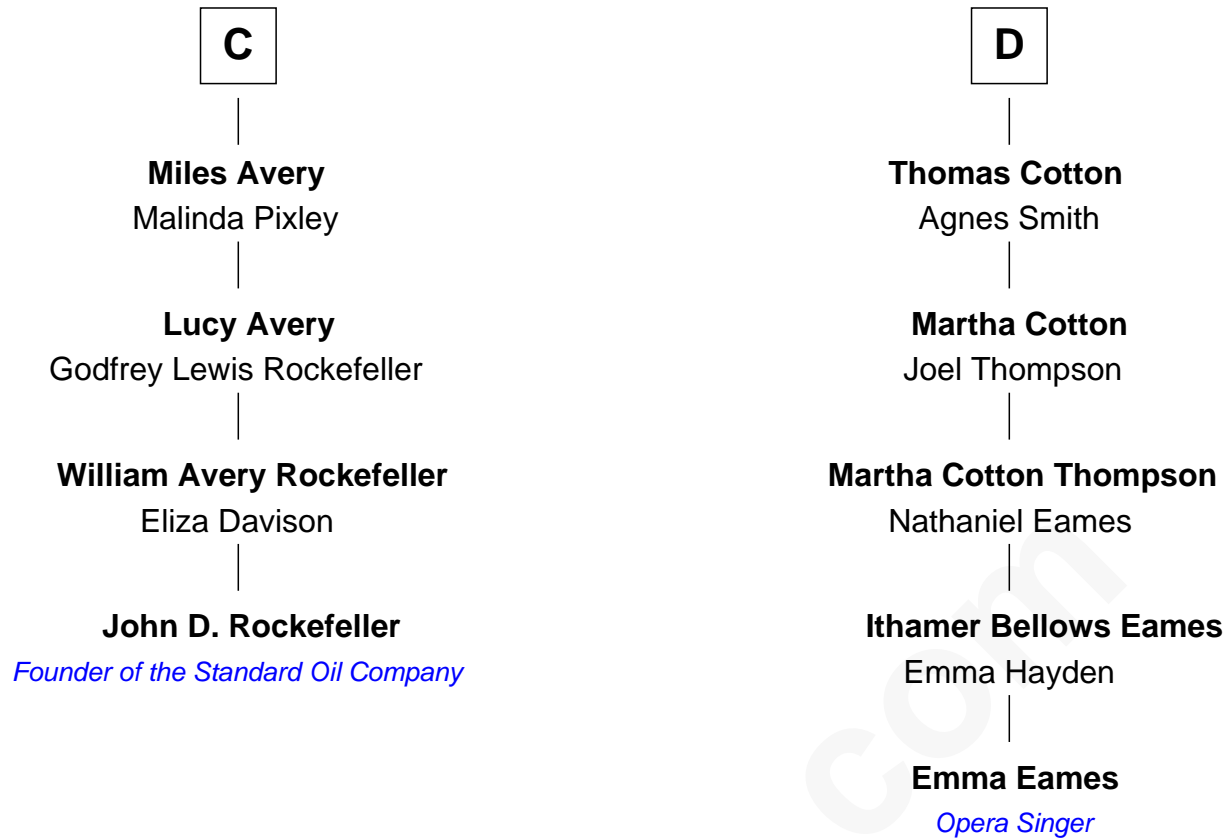 C
Miles Avery
Malinda Pixley
Lucy Avery
Godfrey Lewis Rockefeller
William Avery Rockefeller
Eliza Davison
John D. Rockefeller
Founder of the Standard Oil Company
D
Thomas Cotton
Agnes Smith
Martha Cotton
Joel Thompson
Martha Cotton Thompson
Nathaniel Eames
Ithamer Bellows Eames
Emma Hayden
Emma Eames
Opera Singer
com